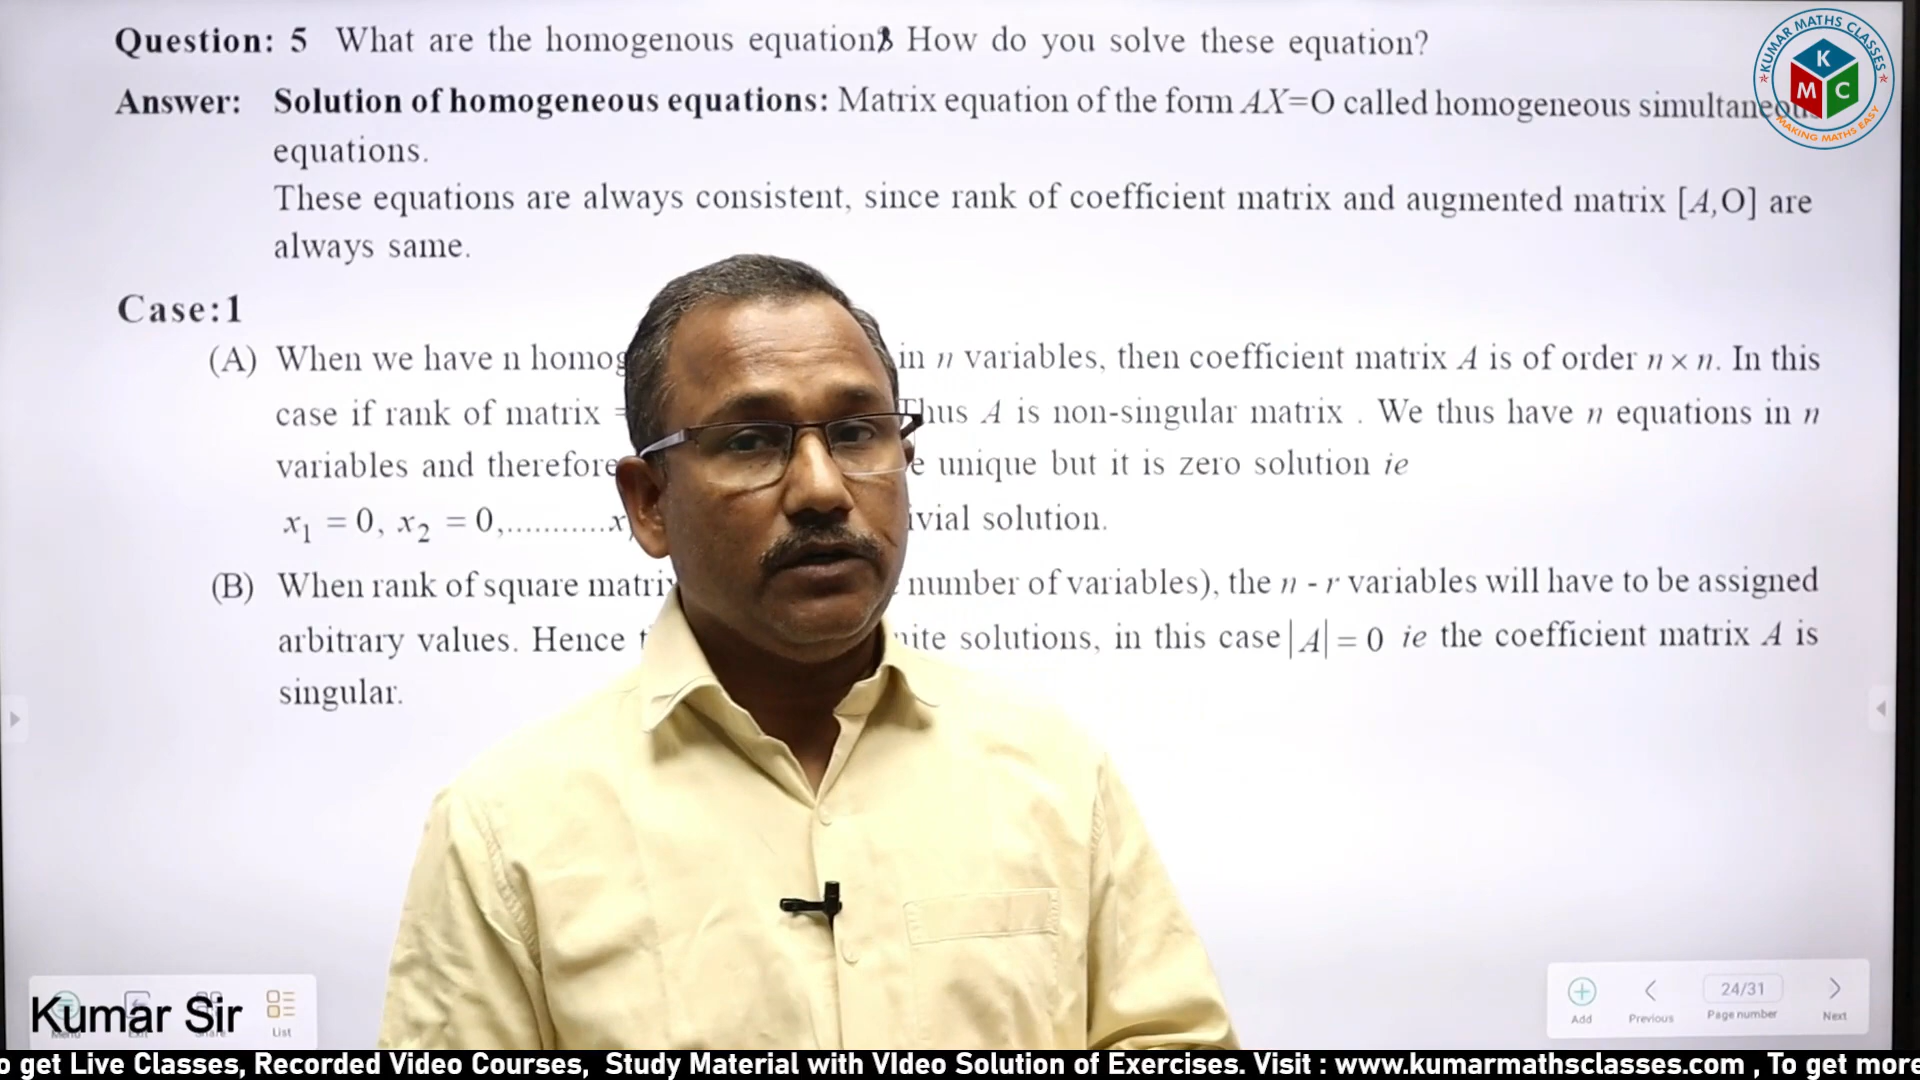 Question: 5 What are the homogenous equations How do you solve these equation?
Answer: Solution of homogeneous equations: Matrix equation of the form AX=O called homogeneous simultaneous
equations.
These equations are always consistent, since rank of coefficient matrix and augmented matrix [A,O] are
always same.
Case:1
(A) When we have n in n variables, then coefficient matrix A is of order n × n. In this
case if rank of matrix = Thus A is non-singular matrix . We thus have n equations in n
variables and therefore unique but it is zero solution ie
x₁ = 0, x₂ = 0,...........x solution.
(B) When rank of square number of variables), the n - r variables will have to be assigned
arbitrary values. Hence solutions, in this case |A| = 0 ie the coefficient matrix A is
singular.
KUMAR MATHS CLASSES
K
M C
MAKING MATHS EASY
Kumar Sir
List
Add
Previous
24/31
Page number
Next
o get Live Classes, Recorded Video Courses, Study Material with VIdeo Solution of Exercises. Visit : www.kumarmathsclasses.com , To get more